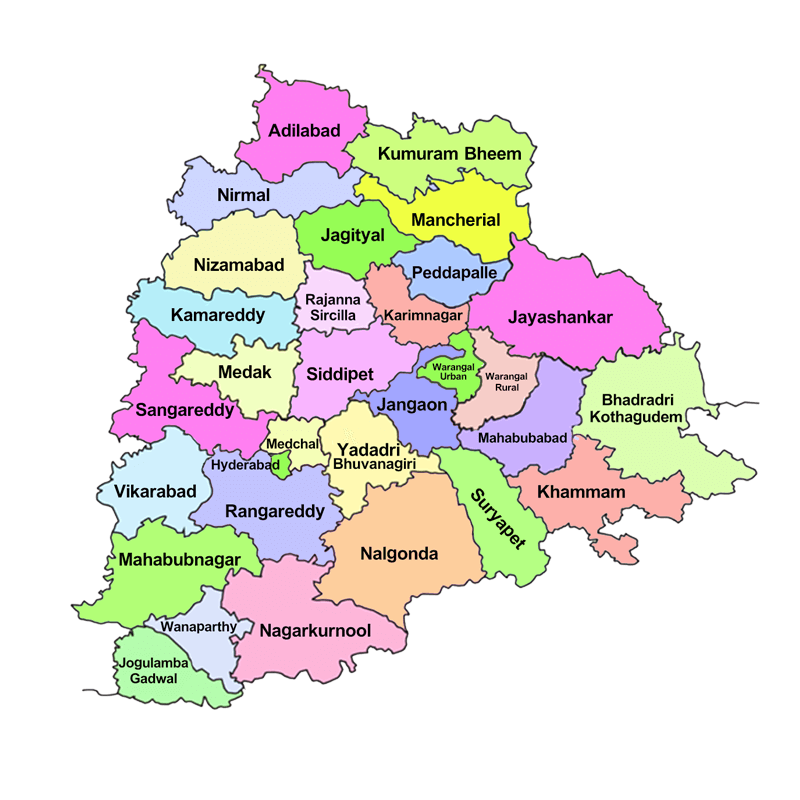 Adilabad
Kumuram Bheem
Nirmal
Mancherial
Jagityal
Nizamabad
Peddapalle
Rajanna
Sircilla
Kamareddy
Karimnagar
Jayashankar
Medak
Siddipet
Warangal
Urban
Warangal
Rural
Bhadradri
Kothagudem
Sangareddy
Jangaon
Mahabubabad
Medchal
Yadadri
Bhuvanagiri
Hyderabad
Vikarabad
Khammam
Rangareddy
Suryapet
Nalgonda
Mahabubnagar
Wanaparthy
Nagarkurnool
Jogulamba
Gadwal